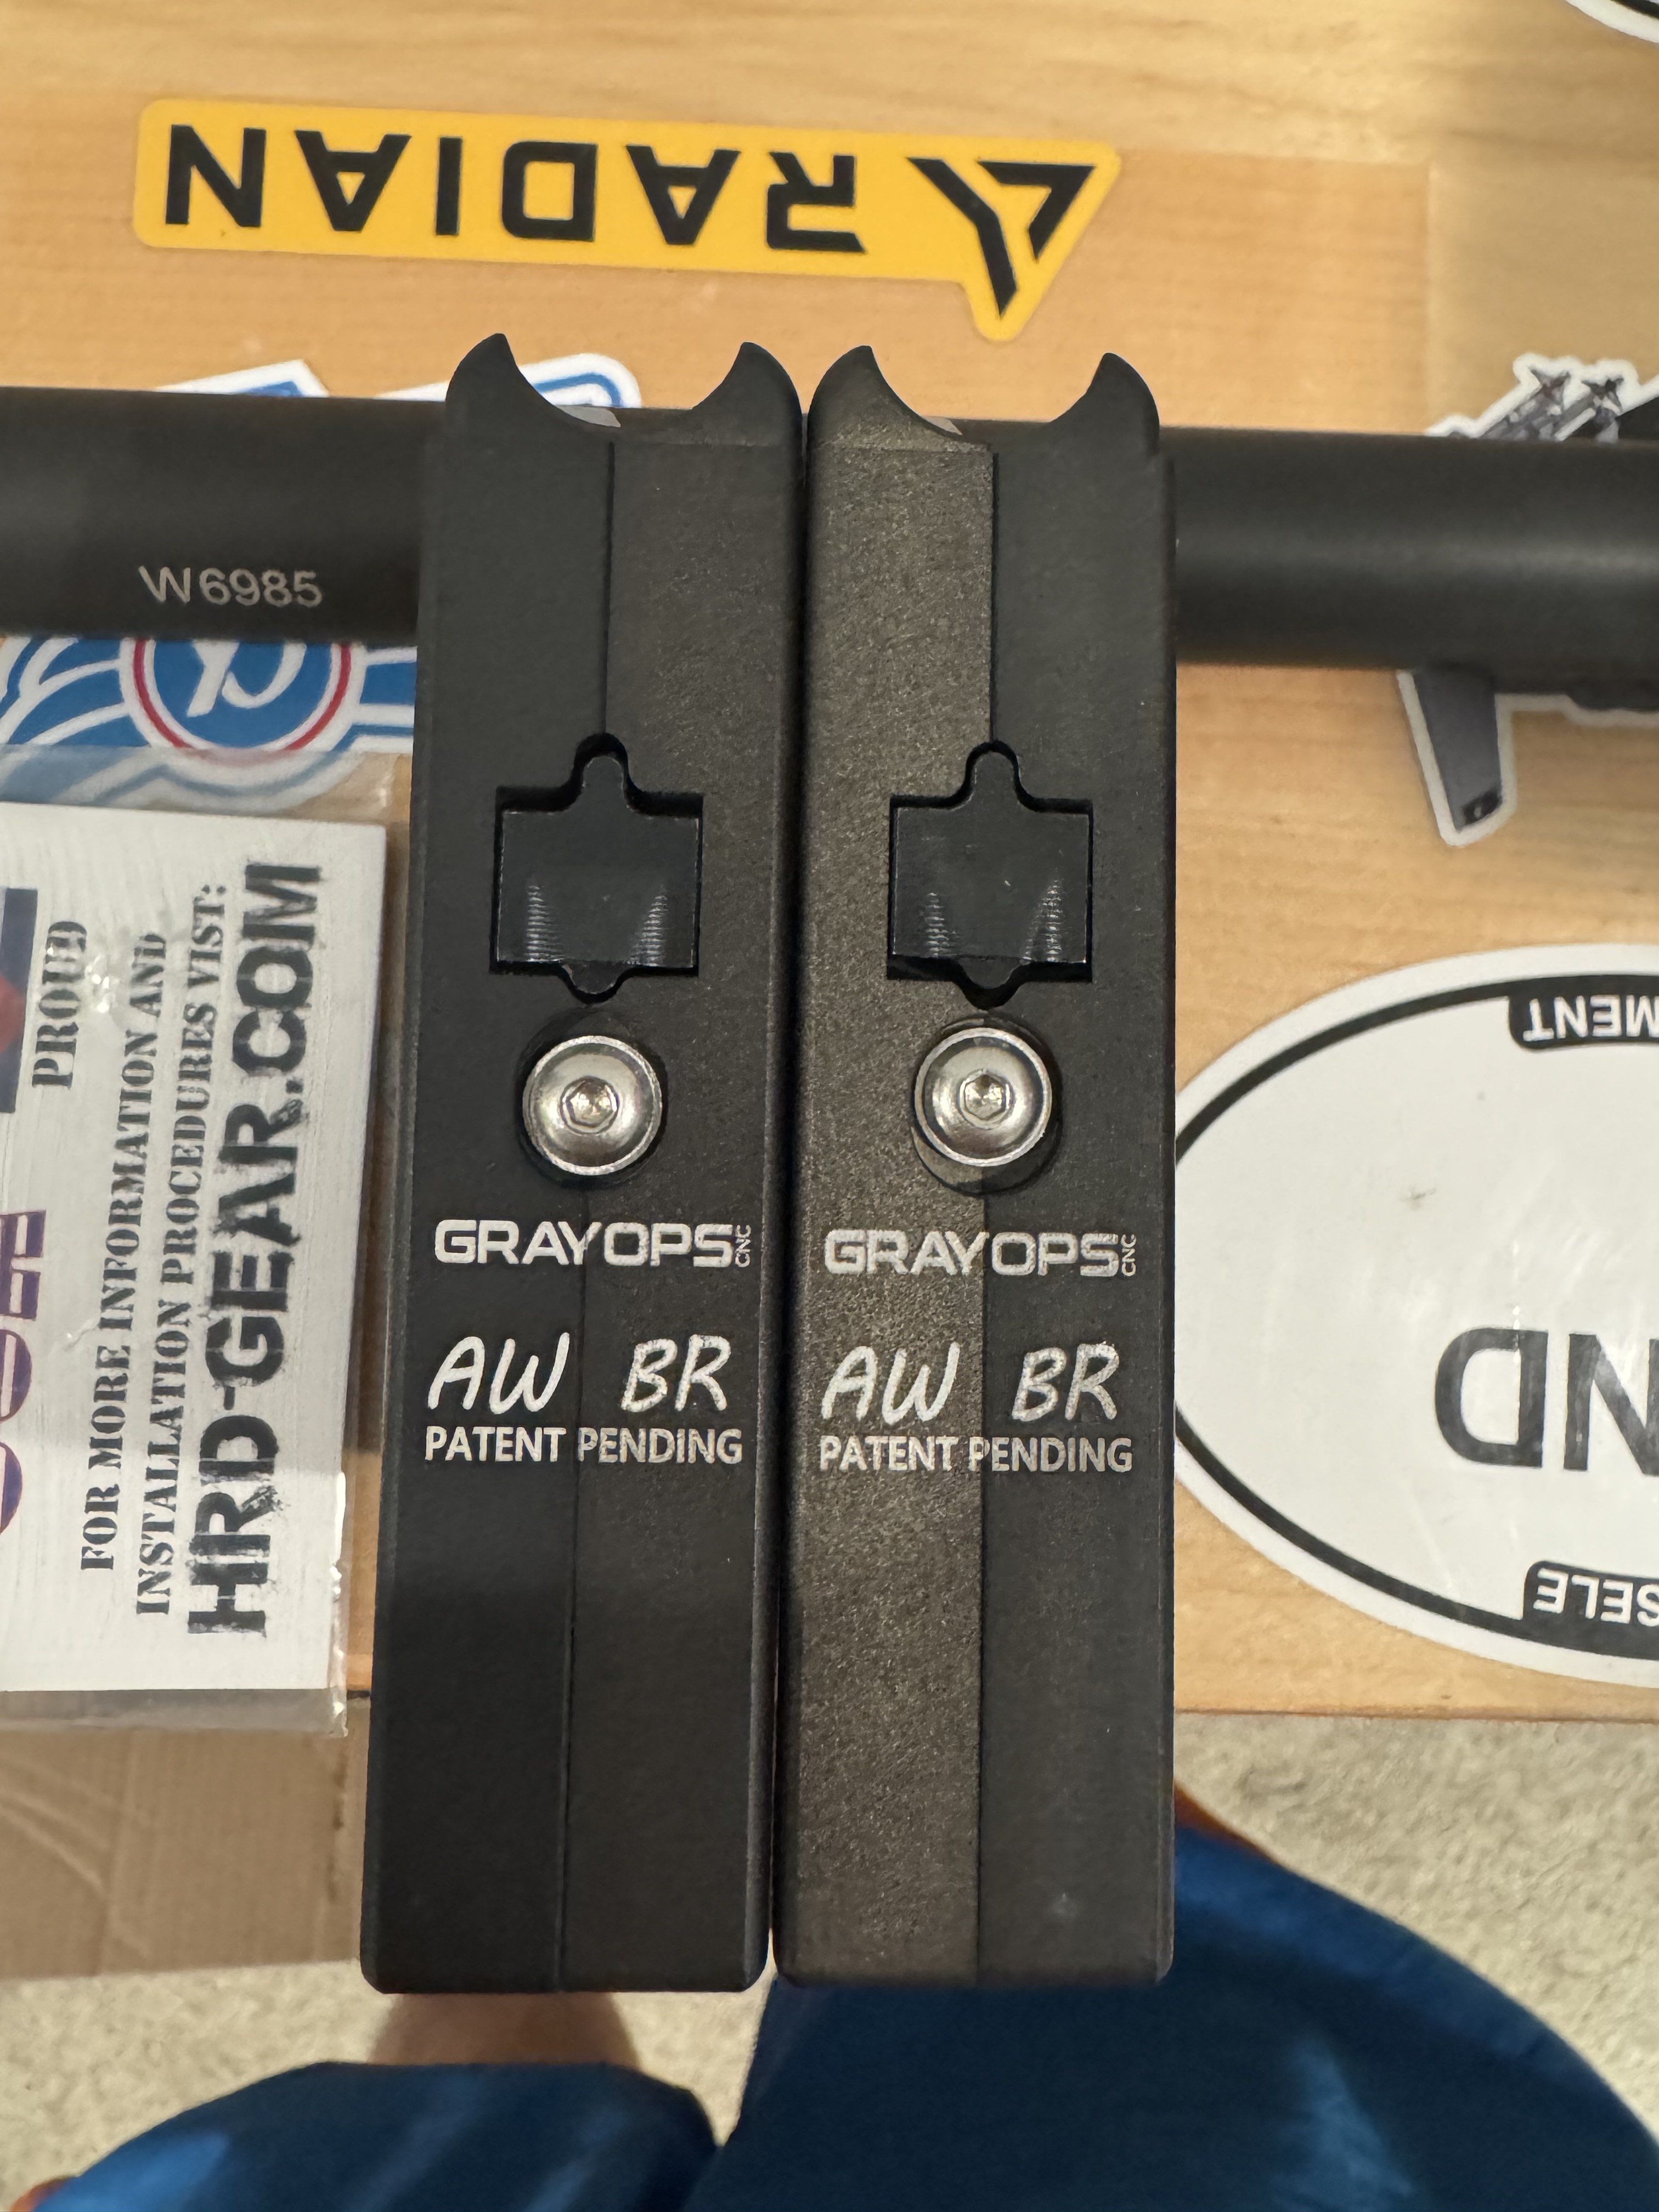 RADIAN
W6985
PROUD
FOR MORE INFORMATION AND
INSTALLATION PROCEDURES VIST:
HRD-GEAR.COM
GRAYOPS CNC
AW BR
PATENT PENDING
GRAYOPS CNC
AW BR
PATENT PENDING
MENT
ND
SELE